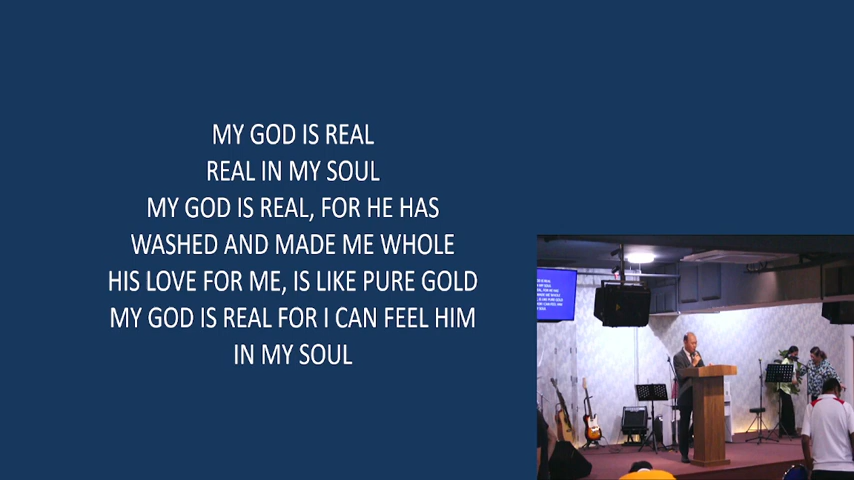 MY GOD IS REAL
REAL IN MY SOUL
MY GOD IS REAL, FOR HE HAS
WASHED AND MADE ME WHOLE
HIS LOVE FOR ME, IS LIKE PURE GOLD
MY GOD IS REAL FOR I CAN FEEL HIM
IN MY SOUL